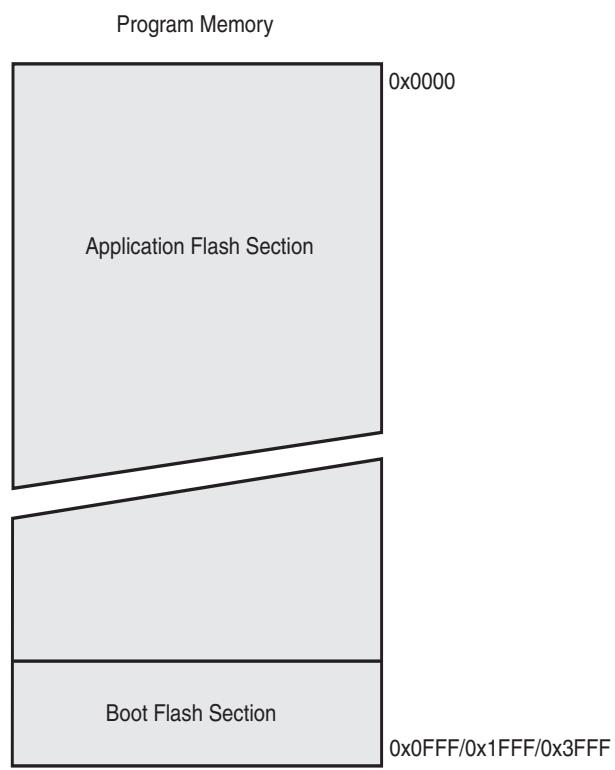 Program Memory
0x0000
Application Flash Section
Boot Flash Section
0x0FFF/0x1FFF/0x3FFF